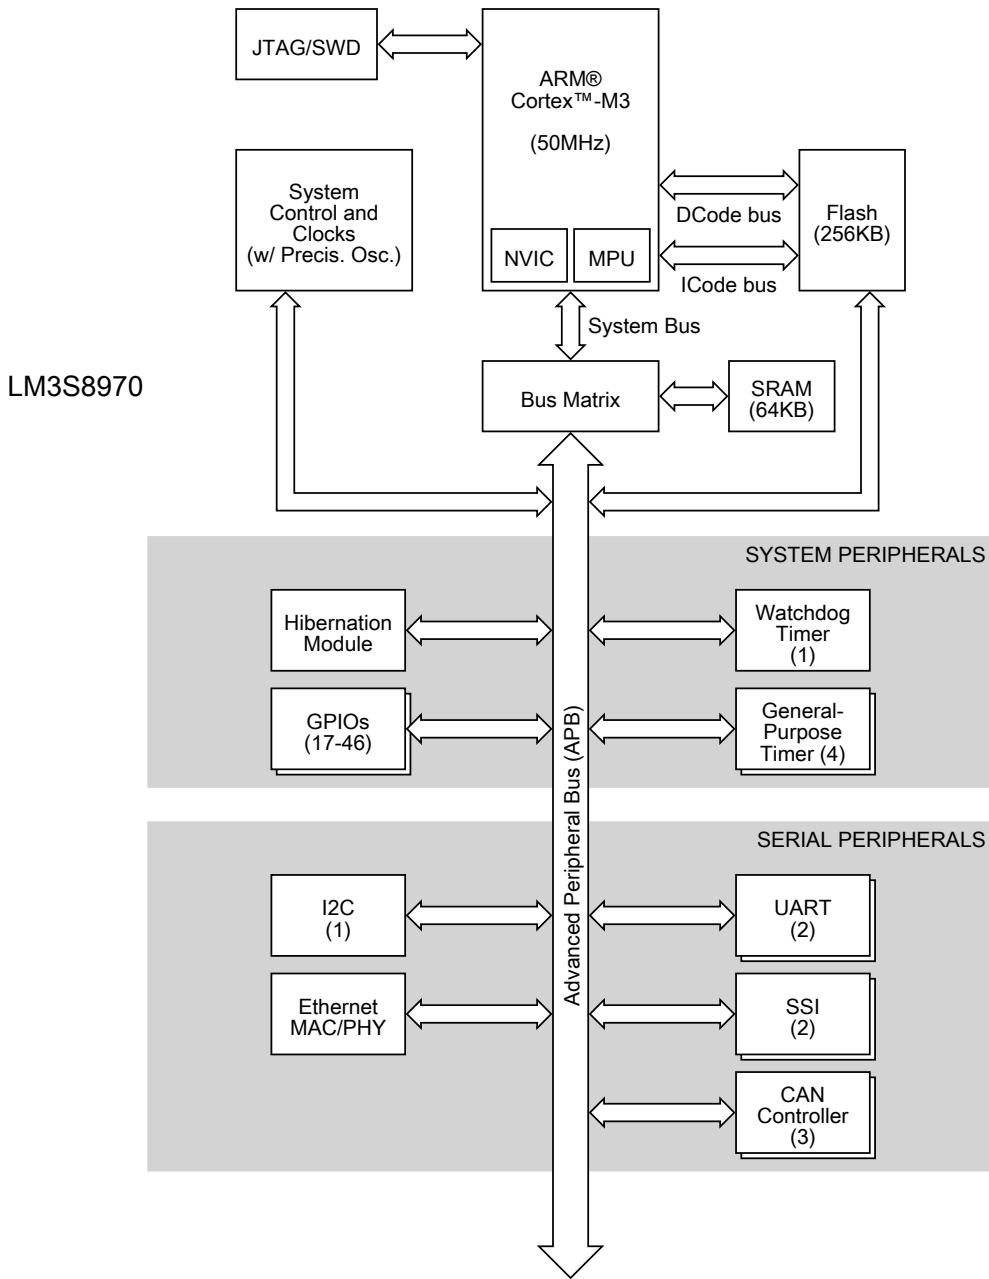 JTAG/SWD
ARM®
Cortex™-M3
(50MHz)
System
Control and
Clocks
(w/ Precis. Osc.)
DCode bus
Flash
(256KB)
NVIC
MPU
ICode bus
System Bus
LM3S8970
Bus Matrix
SRAM
(64KB)
SYSTEM PERIPHERALS
Hibernation
Module
Watchdog
Timer
(1)
GPIOs
(17-46)
General-
Purpose
Timer (4)
Advanced Peripheral Bus (APB)
SERIAL PERIPHERALS
I2C
(1)
UART
(2)
Ethernet
MAC/PHY
SSI
(2)
CAN
Controller
(3)